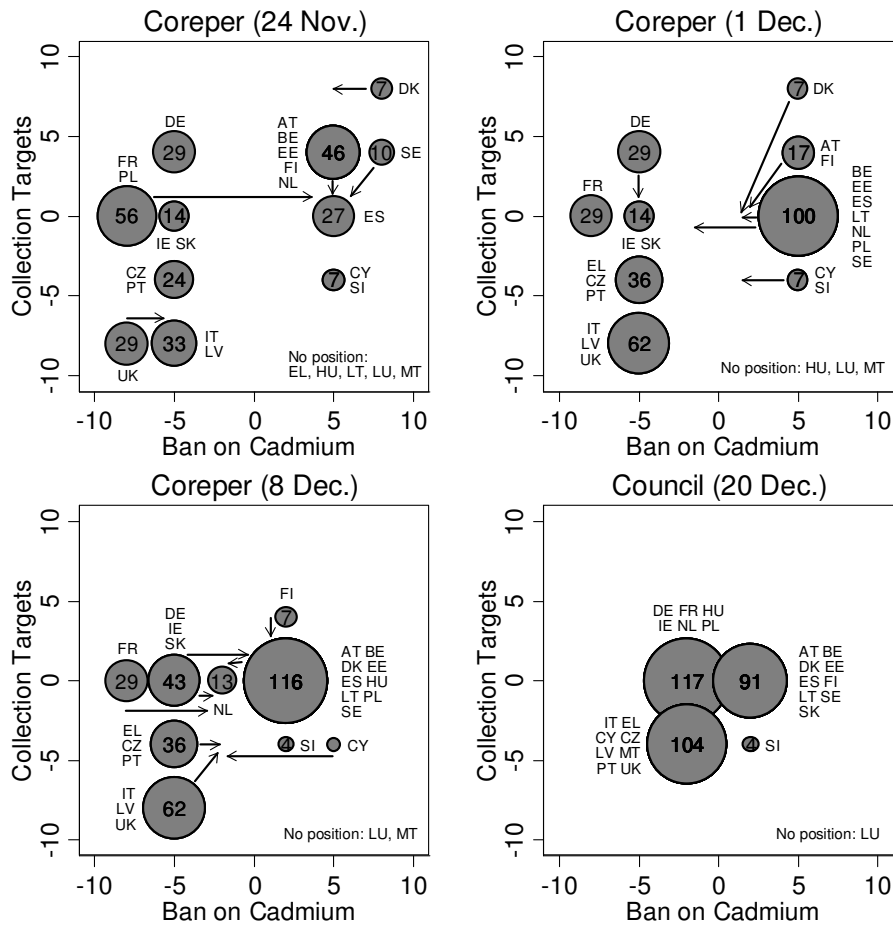 Coreper (24 Nov.)
Collection Targets
10
5
0
-5
-10
7 DK
DE
29
AT
BE
EE
FI
NL
46
10 SE
FR
PL
56
14
IE SK
27 ES
CZ
PT
24
7 CY
SI
29
UK
33
IT
LV
No position:
EL, HU, LT, LU, MT
-10 -5 0 5 10
Ban on Cadmium
Coreper (1 Dec.)
Collection Targets
10
5
0
-5
-10
7 DK
DE
29
17 AT
FI
FR
29
14
IE SK
100
BE
EE
ES
LT
NL
PL
SE
EL
CZ
PT
36
7 CY
SI
IT
LV
UK
62
No position: HU, LU, MT
-10 -5 0 5 10
Ban on Cadmium
Coreper (8 Dec.)
Collection Targets
10
5
0
-5
-10
FI
7
DE
IE
SK
FR
29
43
13
NL
116
AT BE
DK EE
ES HU
LT PL
SE
EL
CZ
PT
36
4 SI
CY
IT
LV
UK
62
No position: LU, MT
-10 -5 0 5 10
Ban on Cadmium
Council (20 Dec.)
Collection Targets
10
5
0
-5
-10
DE FR HU
IE NL PL
117
91
AT BE
DK EE
ES FI
LT SE
SK
IT EL
CY CZ
LV MT
PT UK
104
4 SI
No position: LU
-10 -5 0 5 10
Ban on Cadmium